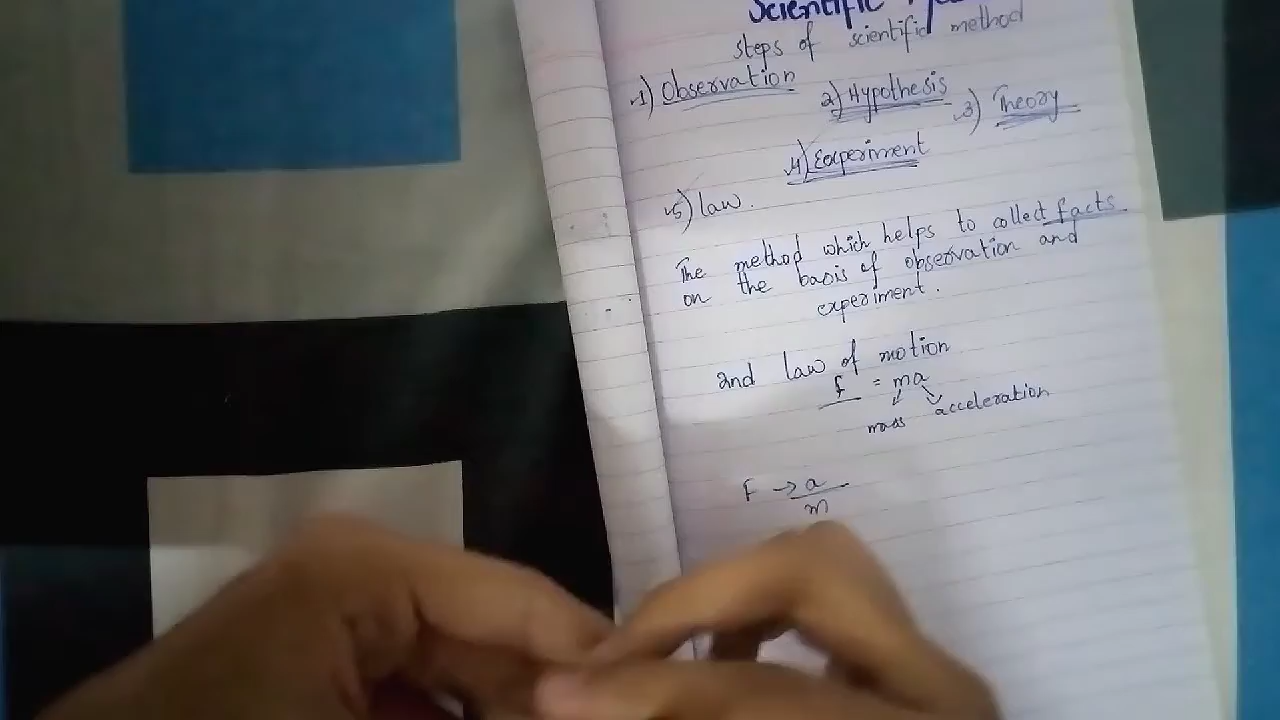 Scientific
steps of scientific method
1) Observation 2) Hypothesis 3) Theory
4) Experiment
5) law.
The method which helps to collect facts
on the basis of observation and
experiment.
2nd law of motion
f = ma
mass acceleration
F → a
m